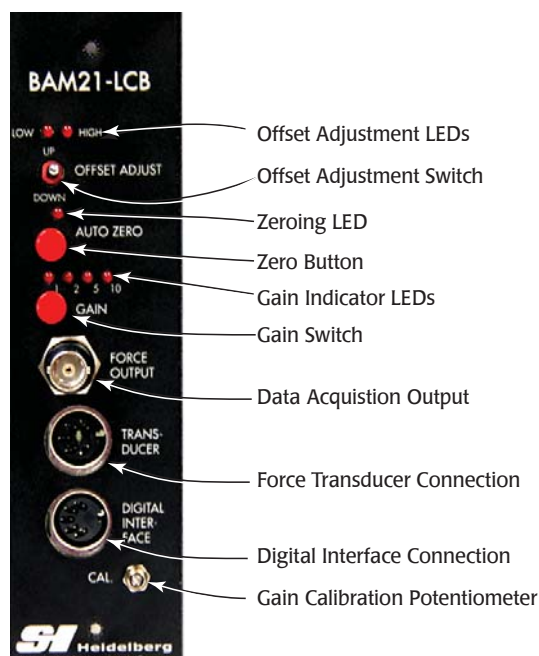 BAM21-LCB
LOW HIGH
UP
OFFSET ADJUST
DOWN
AUTO ZERO
1 2 5 10
GAIN
FORCE
OUTPUT
TRANS-
DUCER
DIGITAL
INTER-
FACE
CAL.
SI Heidelberg
Offset Adjustment LEDs
Offset Adjustment Switch
Zeroing LED
Zero Button
Gain Indicator LEDs
Gain Switch
Data Acquistion Output
Force Transducer Connection
Digital Interface Connection
Gain Calibration Potentiometer